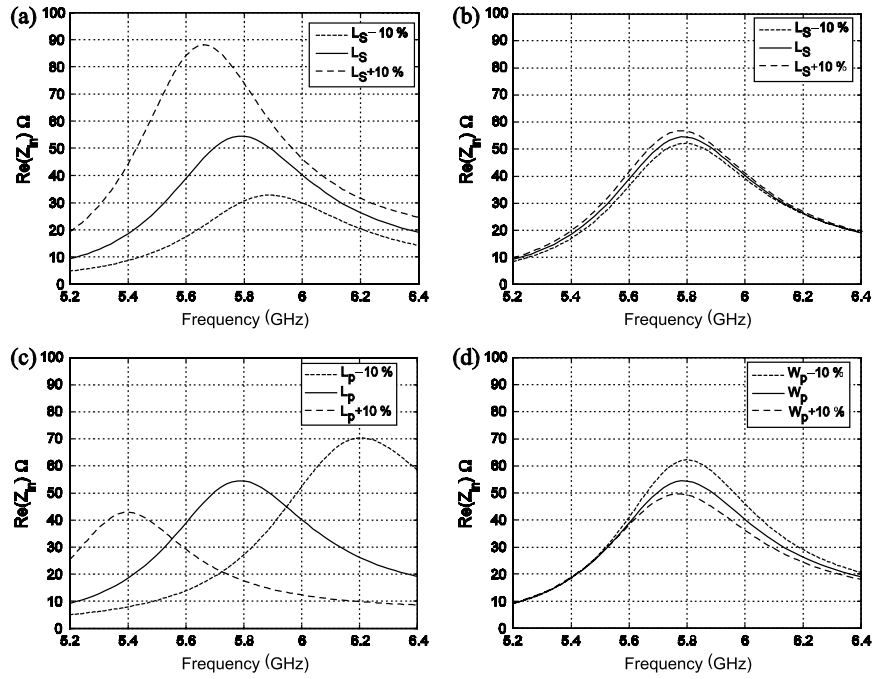 (a)
100
90
80
70
60
50
40
30
20
10
0
Re(Zin) Ω
LS−10 %
LS
LS+10 %
5.2 5.4 5.6 5.8 6 6.2 6.4
Frequency (GHz)
(b)
100
90
80
70
60
50
40
30
20
10
0
Re(Zin) Ω
LS−10 %
LS
LS+10 %
5.2 5.4 5.6 5.8 6 6.2 6.4
Frequency (GHz)
(c)
100
90
80
70
60
50
40
30
20
10
0
Re(Zin) Ω
Lp−10 %
Lp
Lp+10 %
5.2 5.4 5.6 5.8 6 6.2 6.4
Frequency (GHz)
(d)
100
90
80
70
60
50
40
30
20
10
0
Re(Zin) Ω
Wp−10 %
Wp
Wp+10 %
5.2 5.4 5.6 5.8 6 6.2 6.4
Frequency (GHz)